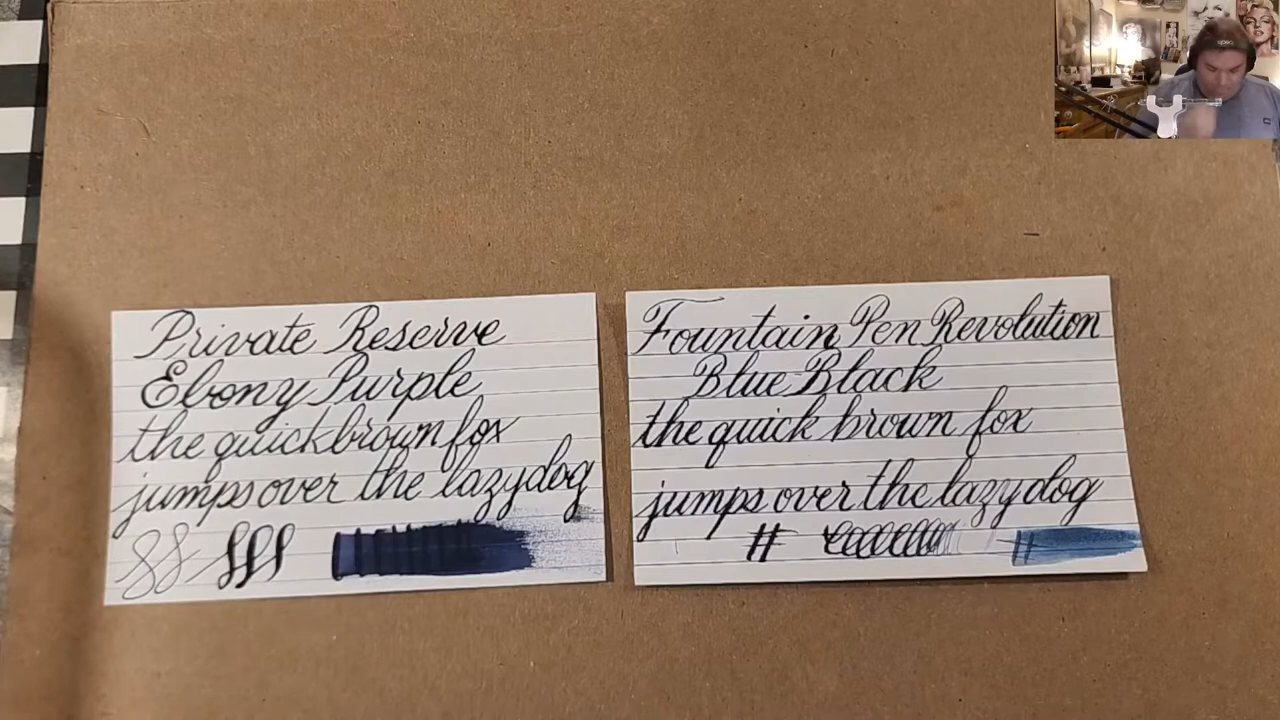 Private Reserve
Ebony Purple
the quick brown fox
jumps over the lazy dog
Fountain Pen Revolution
Blue Black
the quick brown fox
jumps over the lazy dog